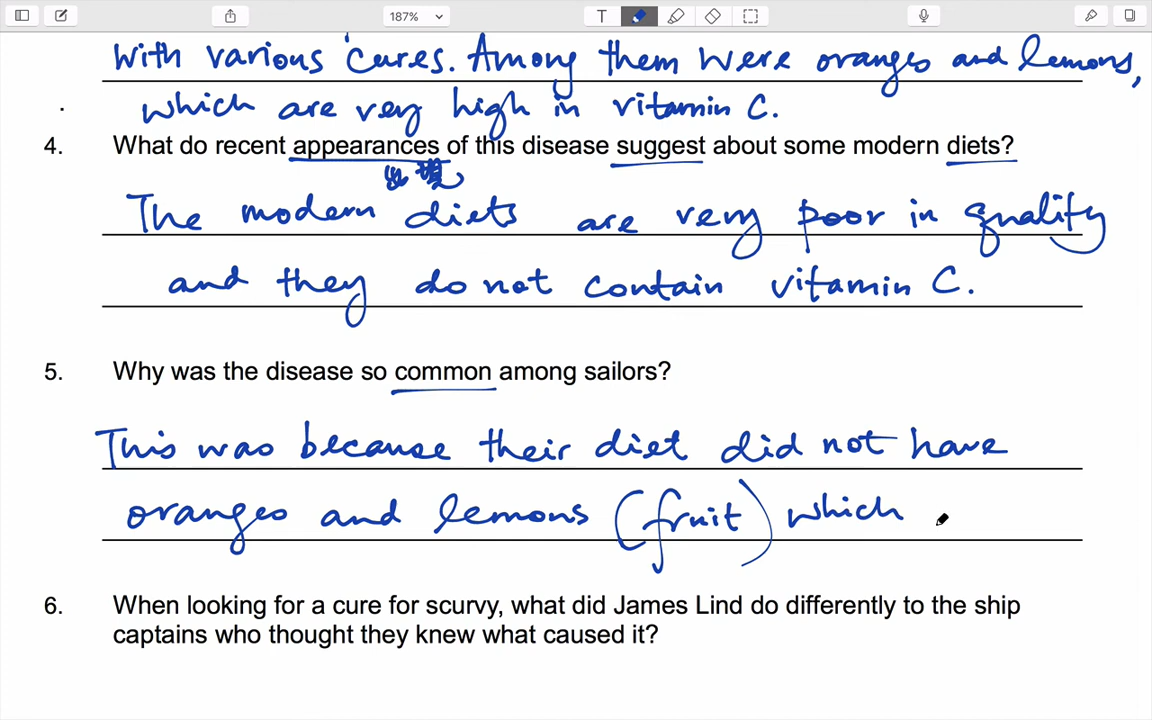 187%
T
With various cures. Among them were oranges and lemons,
which are very high in vitamin C.
4. What do recent appearances of this disease suggest about some modern diets?
The modern diets are very poor in quality
and they do not contain vitamin C.
5. Why was the disease so common among sailors?
This was because their diet did not have
oranges and lemons (fruit) which
6. When looking for a cure for scurvy, what did James Lind do differently to the ship
captains who thought they knew what caused it?